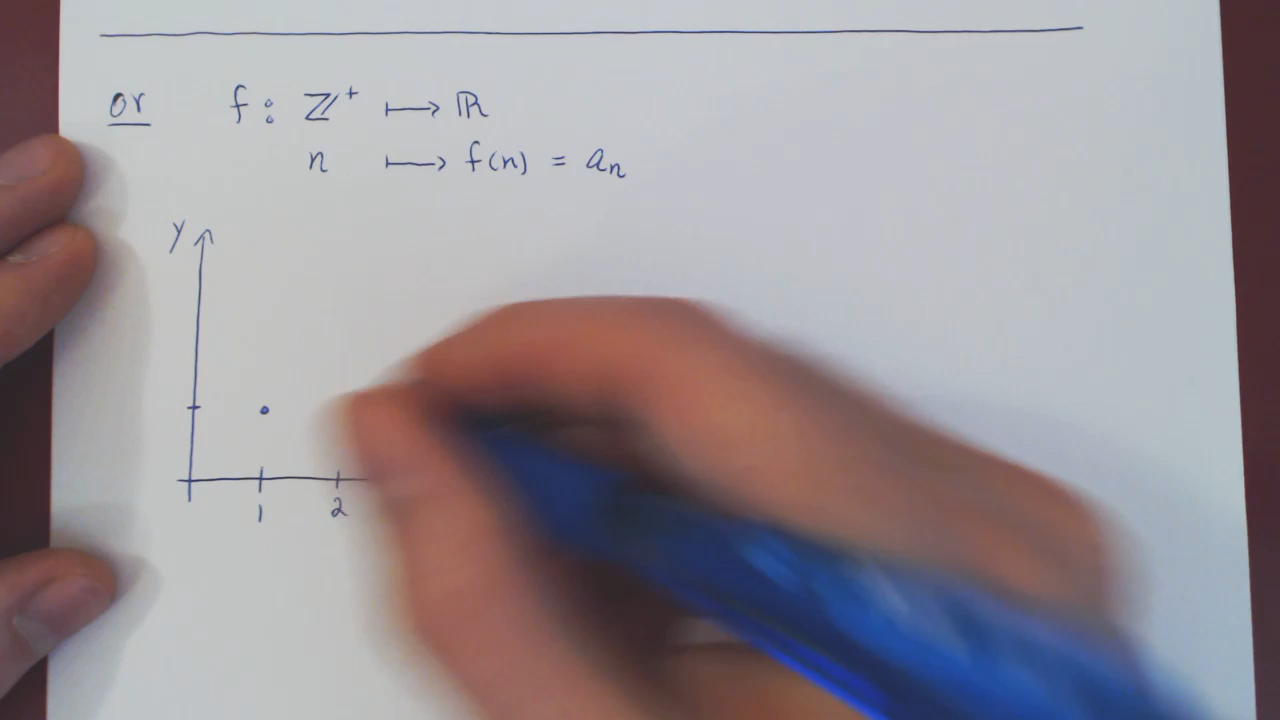 or f : ℤ⁺ ↦ ℝ
n ↦ f(n) = aₙ
y
1 2